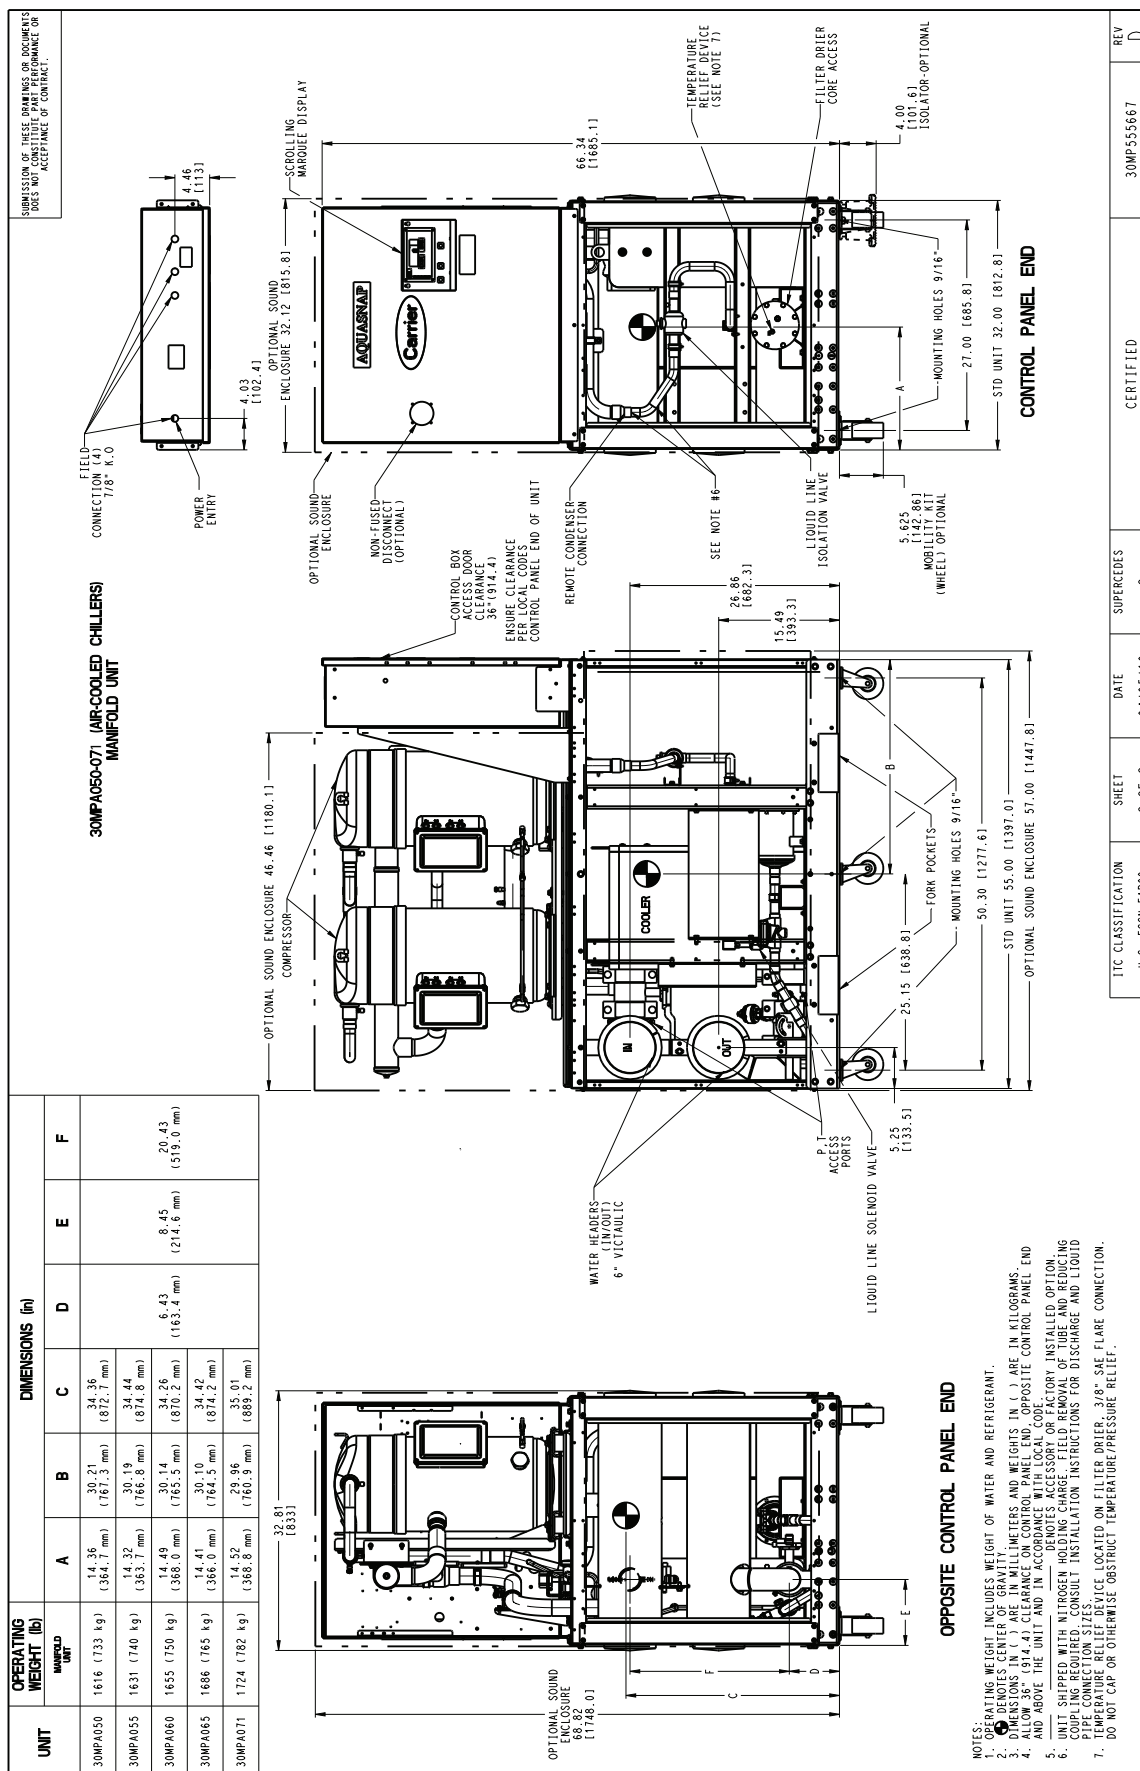 SUBMISSION OF THESE DRAWINGS OR DOCUMENTS
DOES NOT CONSTITUTE PART PERFORMANCE OR
ACCEPTANCE OF CONTRACT.
30MPA050-071 (AIR-COOLED CHILLERS)
MANIFOLD UNIT
UNIT
OPERATING
WEIGHT (lb)
MANIFOLD
UNIT
DIMENSIONS (in)
A B C D E F
30MPA050 1616 (733 kg) 14.36 (364.7 mm) 30.21 (767.3 mm) 34.36 (872.7 mm)
30MPA055 1631 (740 kg) 14.32 (363.7 mm) 30.19 (766.8 mm) 34.44 (874.8 mm)
30MPA060 1655 (750 kg) 14.49 (368.0 mm) 30.14 (765.5 mm) 34.26 (870.2 mm) 6.43 (163.4 mm) 8.45 (214.6 mm) 20.43 (519.0 mm)
30MPA065 1686 (765 kg) 14.41 (366.0 mm) 30.10 (764.5 mm) 34.42 (874.2 mm)
30MPA071 1724 (782 kg) 14.52 (368.8 mm) 29.96 (760.9 mm) 35.01 (889.2 mm)
FIELD
CONNECTION (4)
7/8" K.O
POWER
ENTRY
4.03
[102.4]
4.46
[113]
32.81
[833]
OPTIONAL SOUND
ENCLOSURE
68.82
[1748.0]
C
F
D
E
OPPOSITE CONTROL PANEL END
OPTIONAL SOUND ENCLOSURE 46.46 [1180.1]
COMPRESSOR
CONTROL BOX
ACCESS DOOR
CLEARANCE
36"(914.4)
ENSURE CLEARANCE
PER LOCAL CODES
CONTROL PANEL END OF UNIT
COOLER
IN
OUT
WATER HEADERS
(IN/OUT)
6" VICTAULIC
P,T
ACCESS
PORTS
LIQUID LINE SOLENOID VALVE
5.25
[133.5]
26.86
[682.3]
15.49
[393.3]
B
FORK POCKETS
25.15 [638.8]
MOUNTING HOLES 9/16"
50.30 [1277.6]
STD UNIT 55.00 [1397.0]
OPTIONAL SOUND ENCLOSURE 57.00 [1447.8]
OPTIONAL SOUND
ENCLOSURE 32.12 [815.8]
SCROLLING
MARQUEE DISPLAY
OPTIONAL SOUND
ENCLOSURE
NON-FUSED
DISCONNECT
(OPTIONAL)
AQUASNAP
Carrier
66.34
[1685.1]
REMOTE CONDENSER
CONNECTION
SEE NOTE #6
LIQUID LINE
ISOLATION VALVE
5.625
[142.86]
MOBILITY KIT
(WHEEL) OPTIONAL
TEMPERATURE
RELIEF DEVICE
(SEE NOTE 7)
FILTER DRIER
CORE ACCESS
4.00
[101.6]
ISOLATOR-OPTIONAL
A
MOUNTING HOLES 9/16"
27.00 [685.8]
STD UNIT 32.00 [812.8]
CONTROL PANEL END
NOTES:
1. OPERATING WEIGHT INCLUDES WEIGHT OF WATER AND REFRIGERANT.
2. DENOTES CENTER OF GRAVITY.
3. DIMENSIONS IN ( ) ARE IN MILLIMETERS AND WEIGHTS IN ( ) ARE IN KILOGRAMS.
4. ALLOW 36" (914.4) CLEARANCE ON CONTROL PANEL END, OPPOSITE CONTROL PANEL END
AND ABOVE THE UNIT AND IN ACCORDANCE WITH LOCAL CODE.
5. DENOTES ACCESSORY OR FACTORY INSTALLED OPTION.
6. UNIT SHIPPED WITH NITROGEN HOLDING CHARGE. FIELD REMOVAL OF TUBE AND REDUCING
COUPLING REQUIRED. CONSULT INSTALLATION INSTRUCTIONS FOR DISCHARGE AND LIQUID
PIPE CONNECTION SIZES.
7. TEMPERATURE RELIEF DEVICE LOCATED ON FILTER DRIER, 3/8" SAE FLARE CONNECTION.
DO NOT CAP OR OTHERWISE OBSTRUCT TEMPERATURE/PRESSURE RELIEF.
ITC CLASSIFICATION
SHEET
DATE
SUPERCEDES
CERTIFIED
30MP555667
REV
D